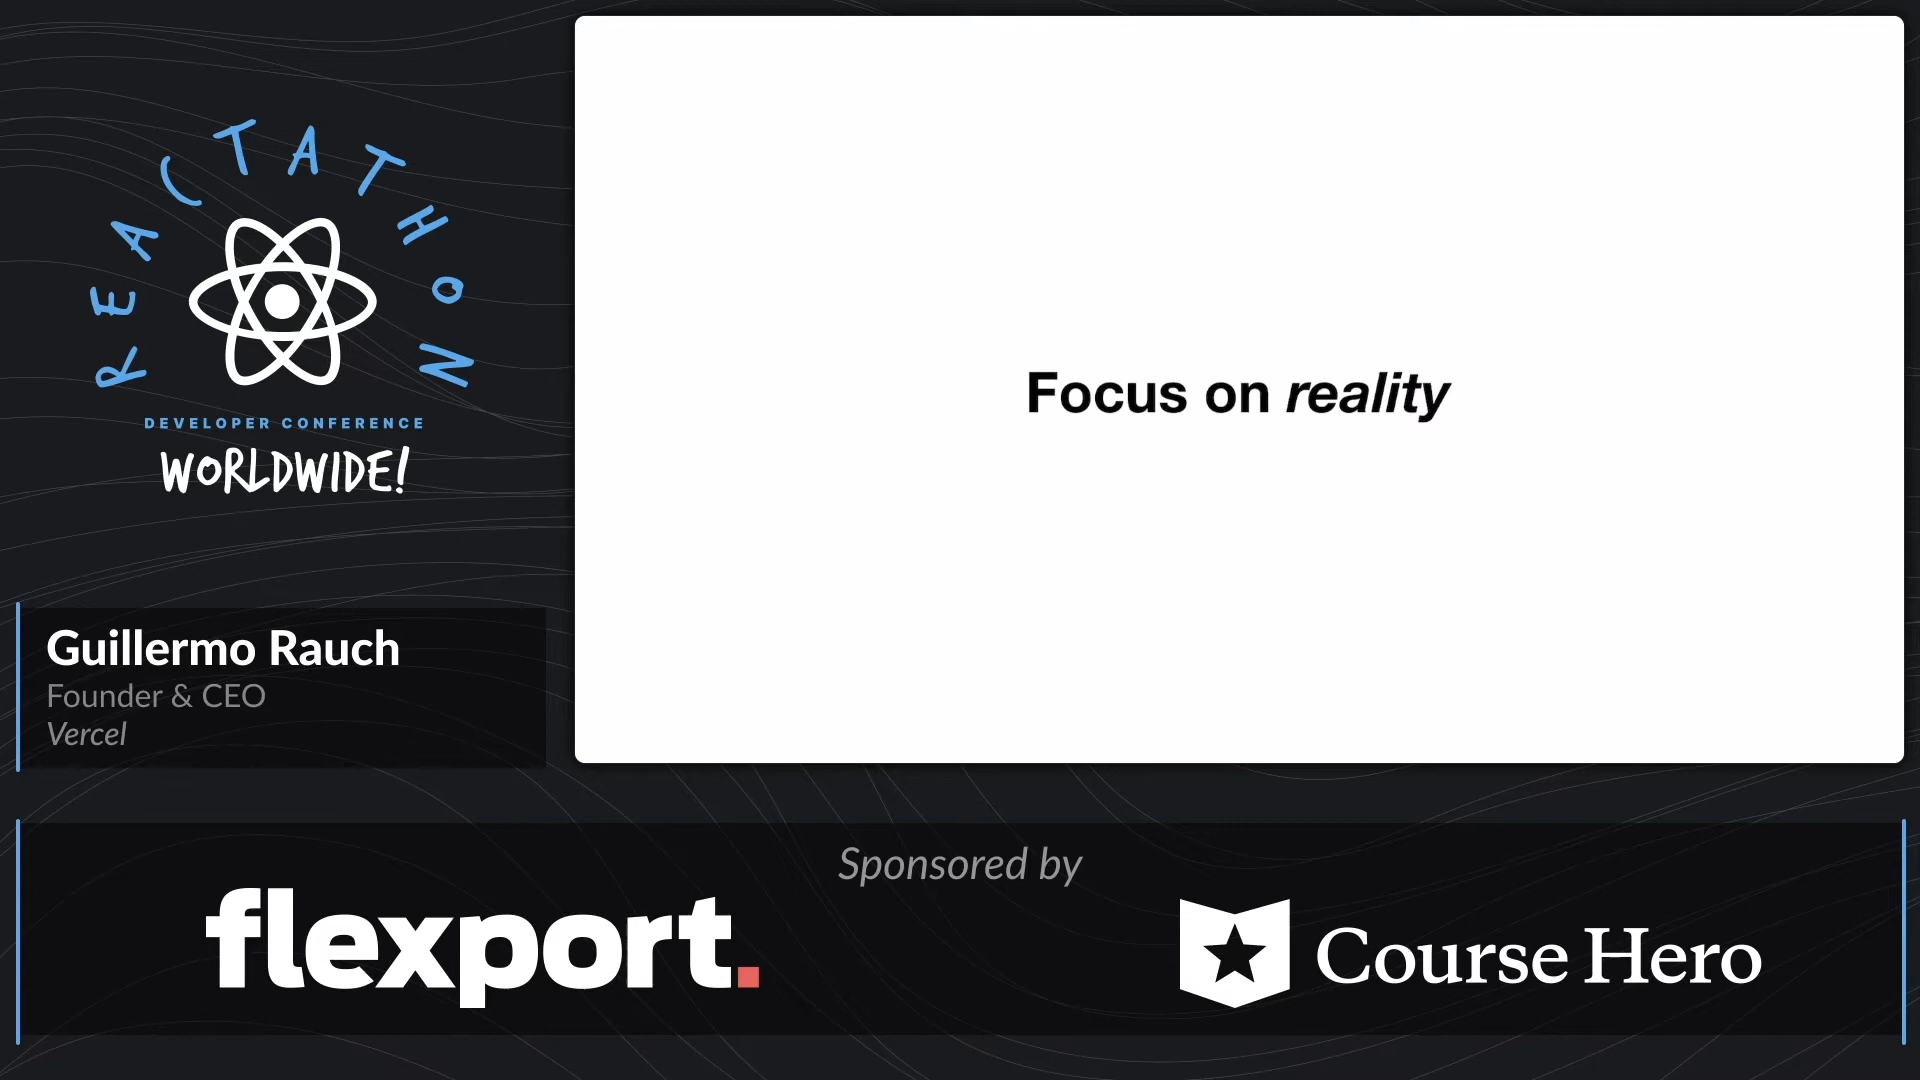 REACTATHON
DEVELOPER CONFERENCE
WORLDWIDE!
Focus on reality
Guillermo Rauch
Founder & CEO
Vercel
Sponsored by
flexport.
Course Hero